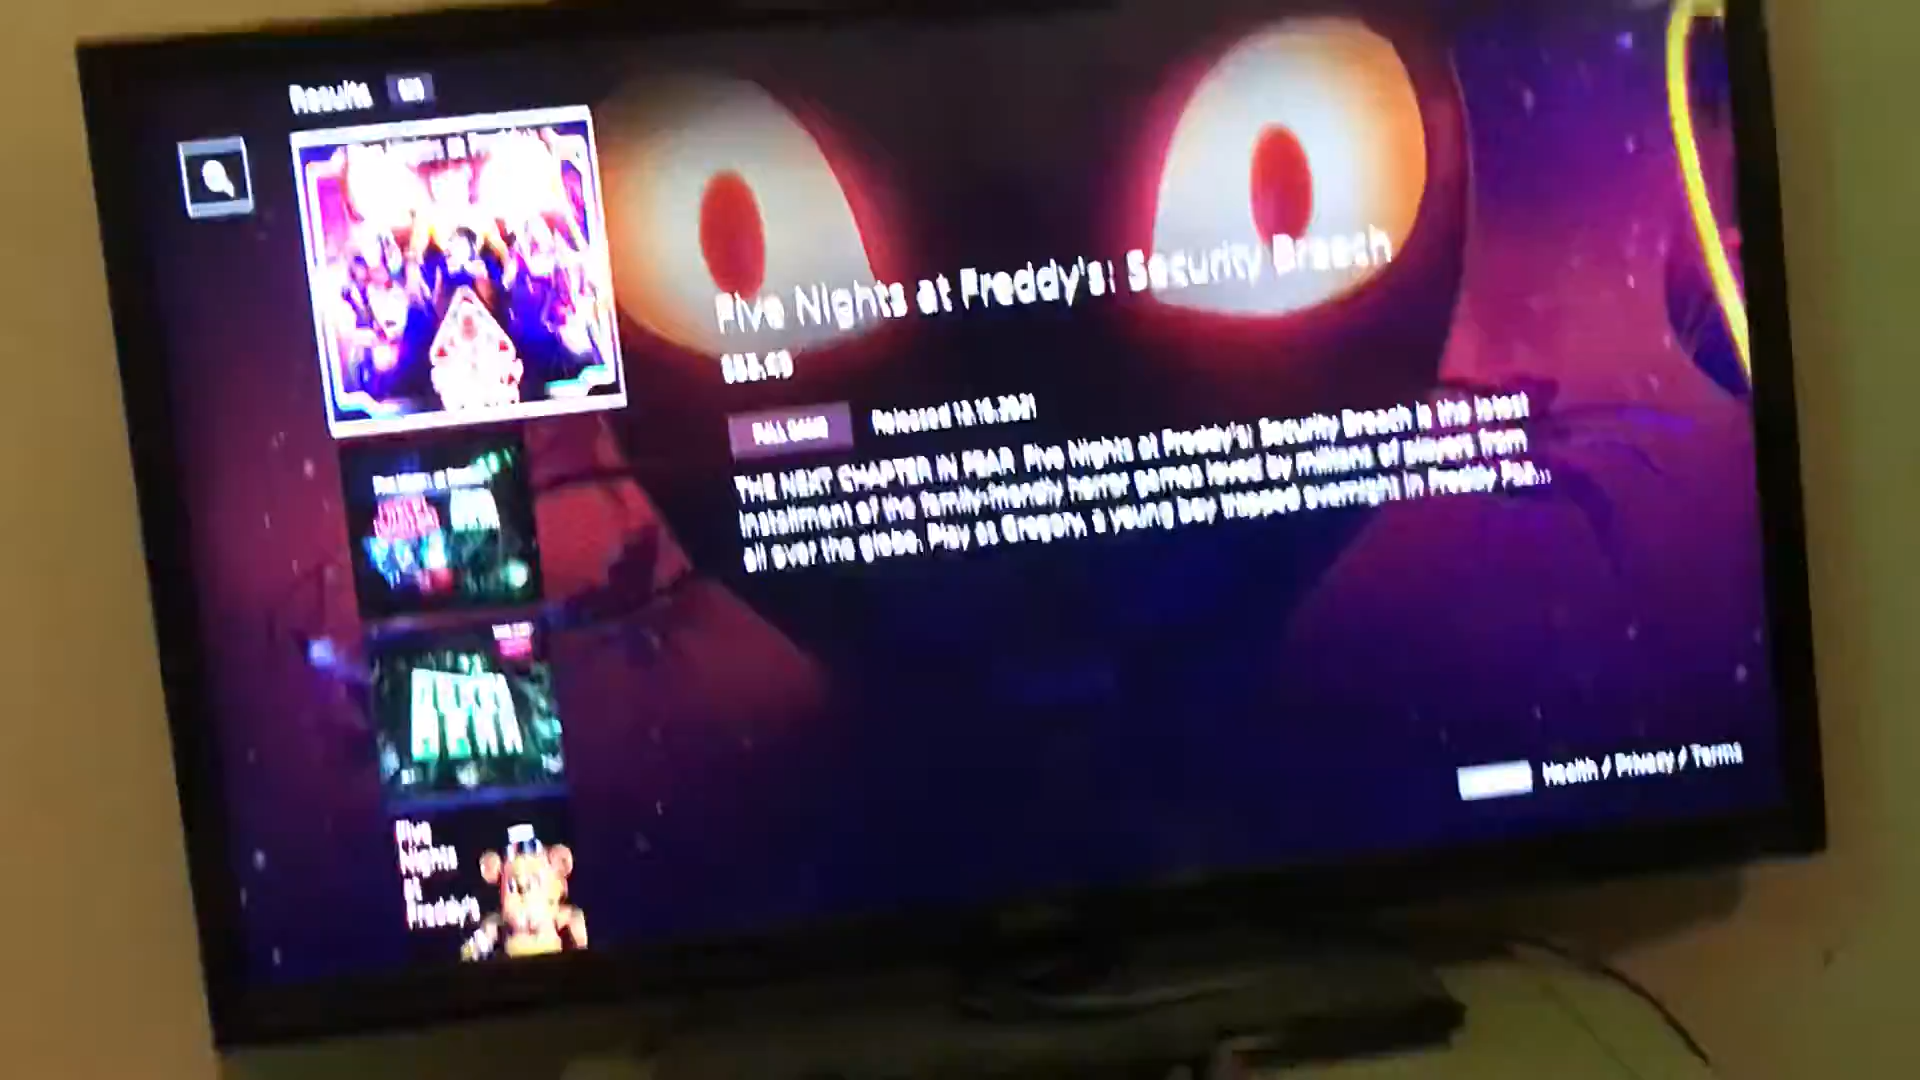 Results
Five Nights at Freddy's: Security Breach
FULL GAME
Released 12.16.2021
THE NEXT CHAPTER IN FEAR Five Nights at Freddy's: Security Breach is the latest
installment of the family-friendly horror games loved by millions of players from
all over the globe. Play as Gregory, a young boy trapped overnight in Freddy Faz...
Five
Nights
at
Freddy's
Health / Privacy / Terms